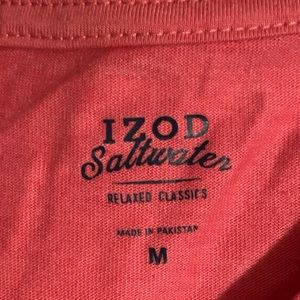 IZOD
Saltwater
RELAXED CLASSICS
MADE IN PAKISTAN
M